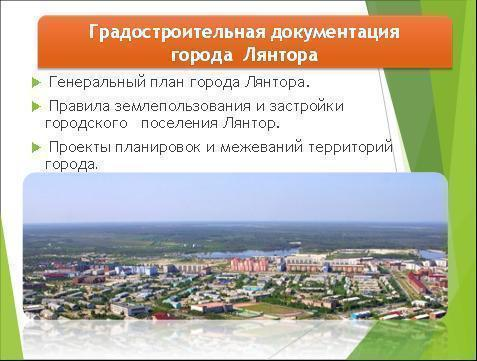 Градостроительная документация
города Лянтора
Генеральный план города Лянтора.
Правила землепользования и застройки
городского поселения Лянтор.
Проекты планировок и межеваний территорий
города.